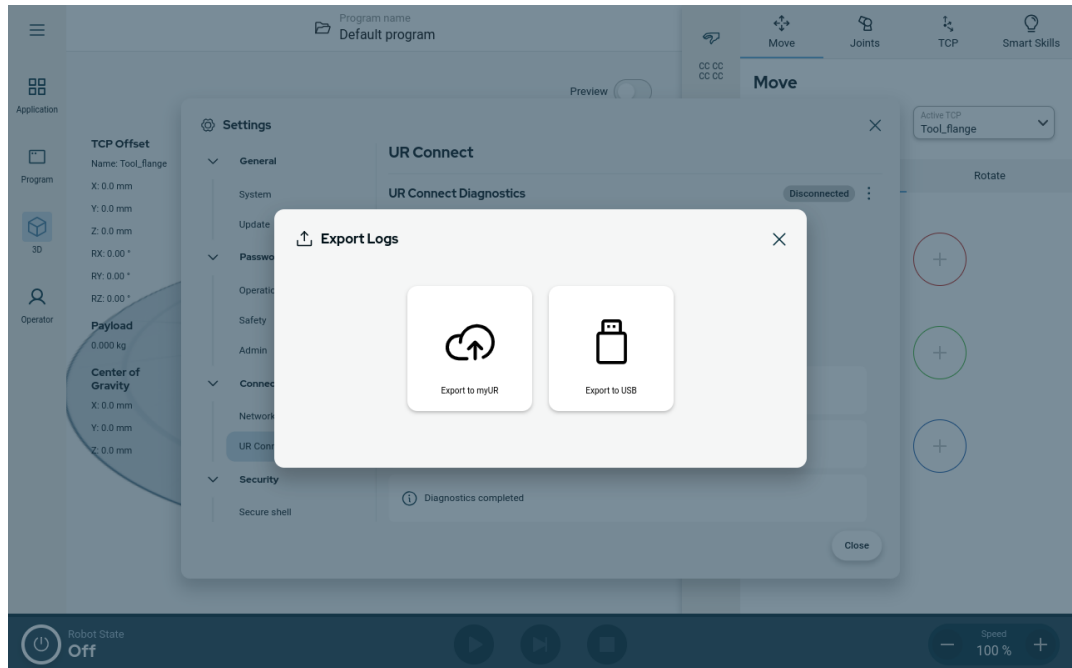 Program name
Default program
Move
Joints
TCP
Smart Skills
CC CC
CC CC
Move
Application
Preview
Active TCP
Tool_flange
Rotate
Settings
TCP Offset
Name: Tool_flange
X: 0.0 mm
Y: 0.0 mm
Z: 0.0 mm
RX: 0.00 °
RY: 0.00 °
RZ: 0.00 °
Payload
0.000 kg
Center of
Gravity
X: 0.0 mm
Y: 0.0 mm
Z: 0.0 mm
Program
3D
Operator
General
System
Update
Safety
Admin
Security
Secure shell
UR Connect
UR Connect Diagnostics
Disconnected
Export Logs
Export to myUR
Export to USB
Diagnostics completed
Close
Robot State
Off
Speed
100 %